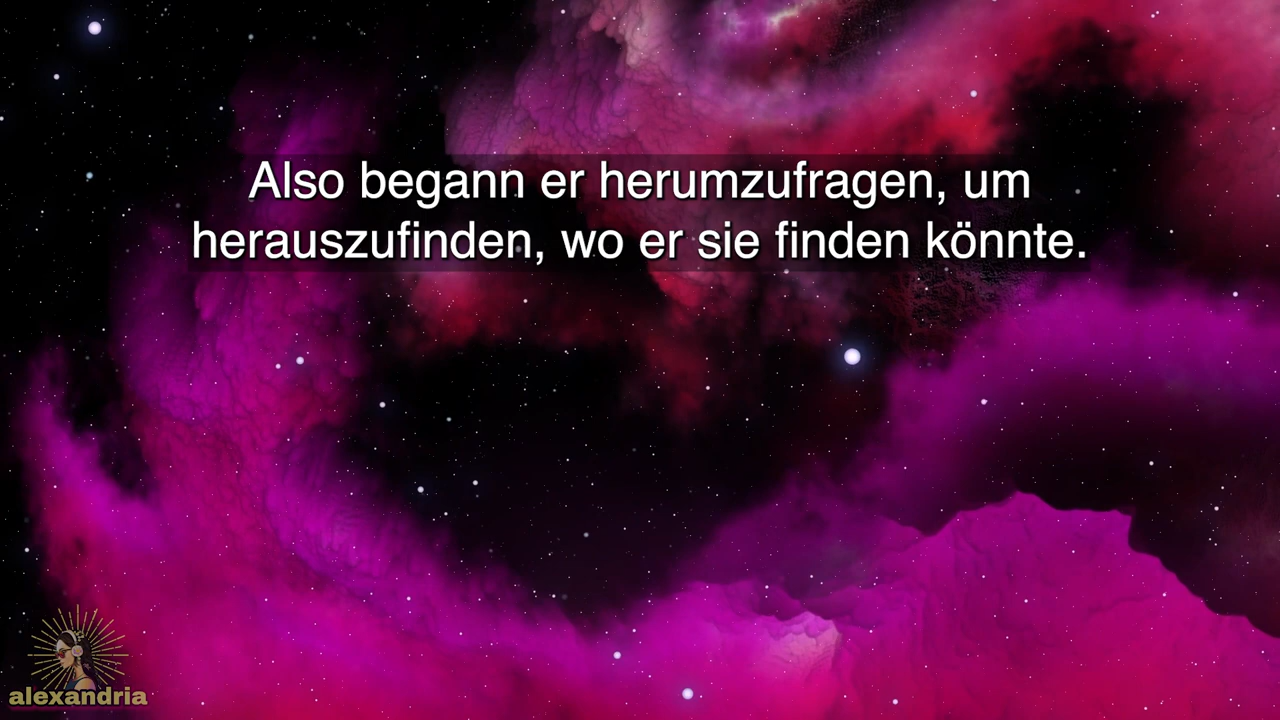 Also begann er herumzufragen, um
herauszufinden, wo er sie finden könnte.
alexandria